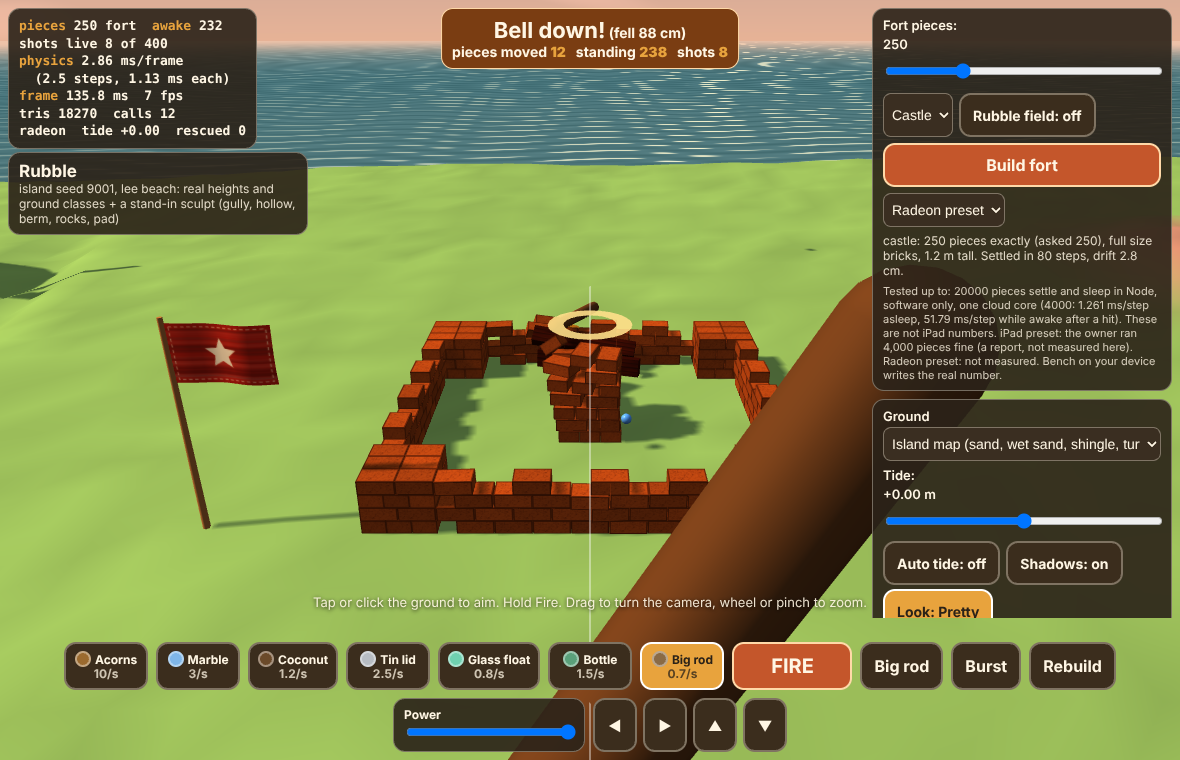 pieces 250 fort awake 232
shots live 8 of 400
physics 2.86 ms/frame
(2.5 steps, 1.13 ms each)
frame 135.8 ms 7 fps
tris 18270 calls 12
radeon tide +0.00 rescued 0
Rubble
island seed 9001, lee beach: real heights and
ground classes + a stand-in sculpt (gully, hollow,
berm, rocks, pad)
Bell down! (fell 88 cm)
pieces moved 12 standing 238 shots 8
Fort pieces:
250
Castle
Rubble field: off
Build fort
Radeon preset
castle: 250 pieces exactly (asked 250), full size
bricks, 1.2 m tall. Settled in 80 steps, drift 2.8
cm.
Tested up to: 20000 pieces settle and sleep in Node,
software only, one cloud core (4000: 1.261 ms/step
asleep, 51.79 ms/step while awake after a hit). These
are not iPad numbers. iPad preset: the owner ran
4,000 pieces fine (a report, not measured here).
Radeon preset: not measured. Bench on your device
writes the real number.
Ground
Island map (sand, wet sand, shingle, tur
Tide:
+0.00 m
Auto tide: off
Shadows: on
Look: Pretty
Tap or click the ground to aim. Hold Fire. Drag to turn the camera, wheel or pinch to zoom.
Acorns
10/s
Marble
3/s
Coconut
1.2/s
Tin lid
2.5/s
Glass float
0.8/s
Bottle
1.5/s
Big rod
0.7/s
FIRE
Big rod
Burst
Rebuild
Power